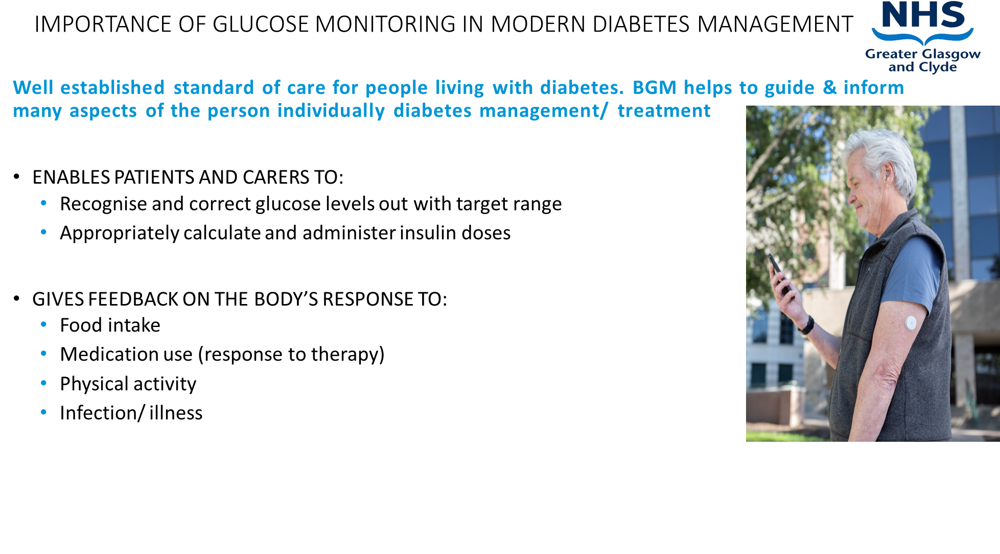 IMPORTANCE OF GLUCOSE MONITORING IN MODERN DIABETES MANAGEMENT
NHS
Greater Glasgow
and Clyde
Well established standard of care for people living with diabetes. BGM helps to guide & inform
many aspects of the person individually diabetes management/ treatment
• ENABLES PATIENTS AND CARERS TO:
• Recognise and correct glucose levels out with target range
• Appropriately calculate and administer insulin doses
• GIVES FEEDBACK ON THE BODY’S RESPONSE TO:
• Food intake
• Medication use (response to therapy)
• Physical activity
• Infection/ illness